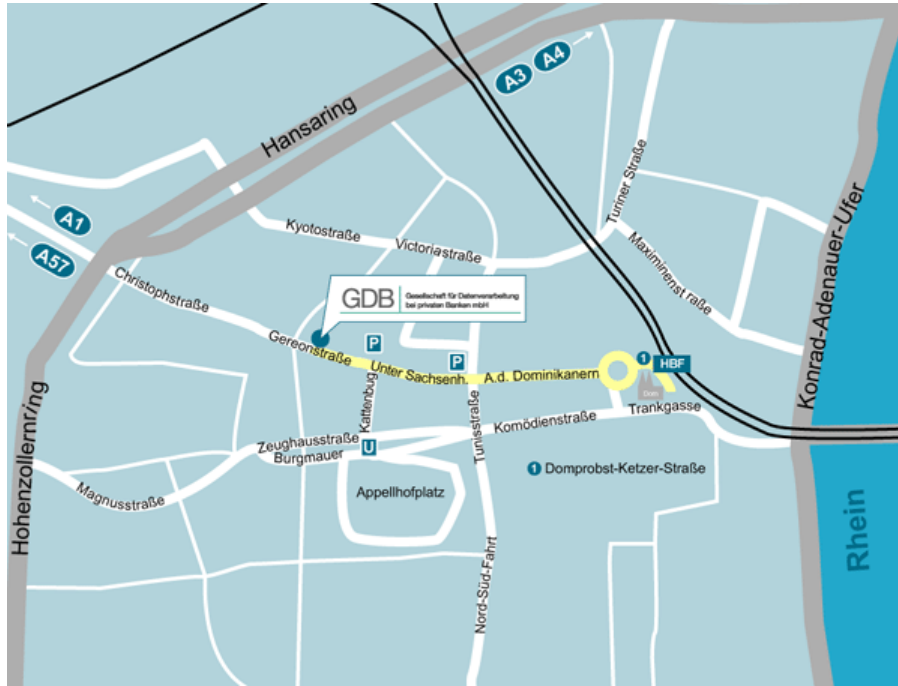 A3
A4
Hansaring
Turiner Straße
A1
A57
Kyotostraße
Victoriastraße
Maximinenstraße
Konrad-Adenauer-Ufer
Christophstraße
GDB
Gesellschaft für Datenverarbeitung
bei privaten Banken mbH
Gereonstraße
P
P
Unter Sachsenh.
A.d. Dominikanern
1
HBF
Dom
Kattenbug
Tunisstraße
Komödienstraße
Trankgasse
Zeughausstraße
Burgmauer
U
1 Domprobst-Ketzer-Straße
Magnusstraße
Appellhofplatz
Hohenzollernr/ng
Nord-Süd-Fahrt
Rhein